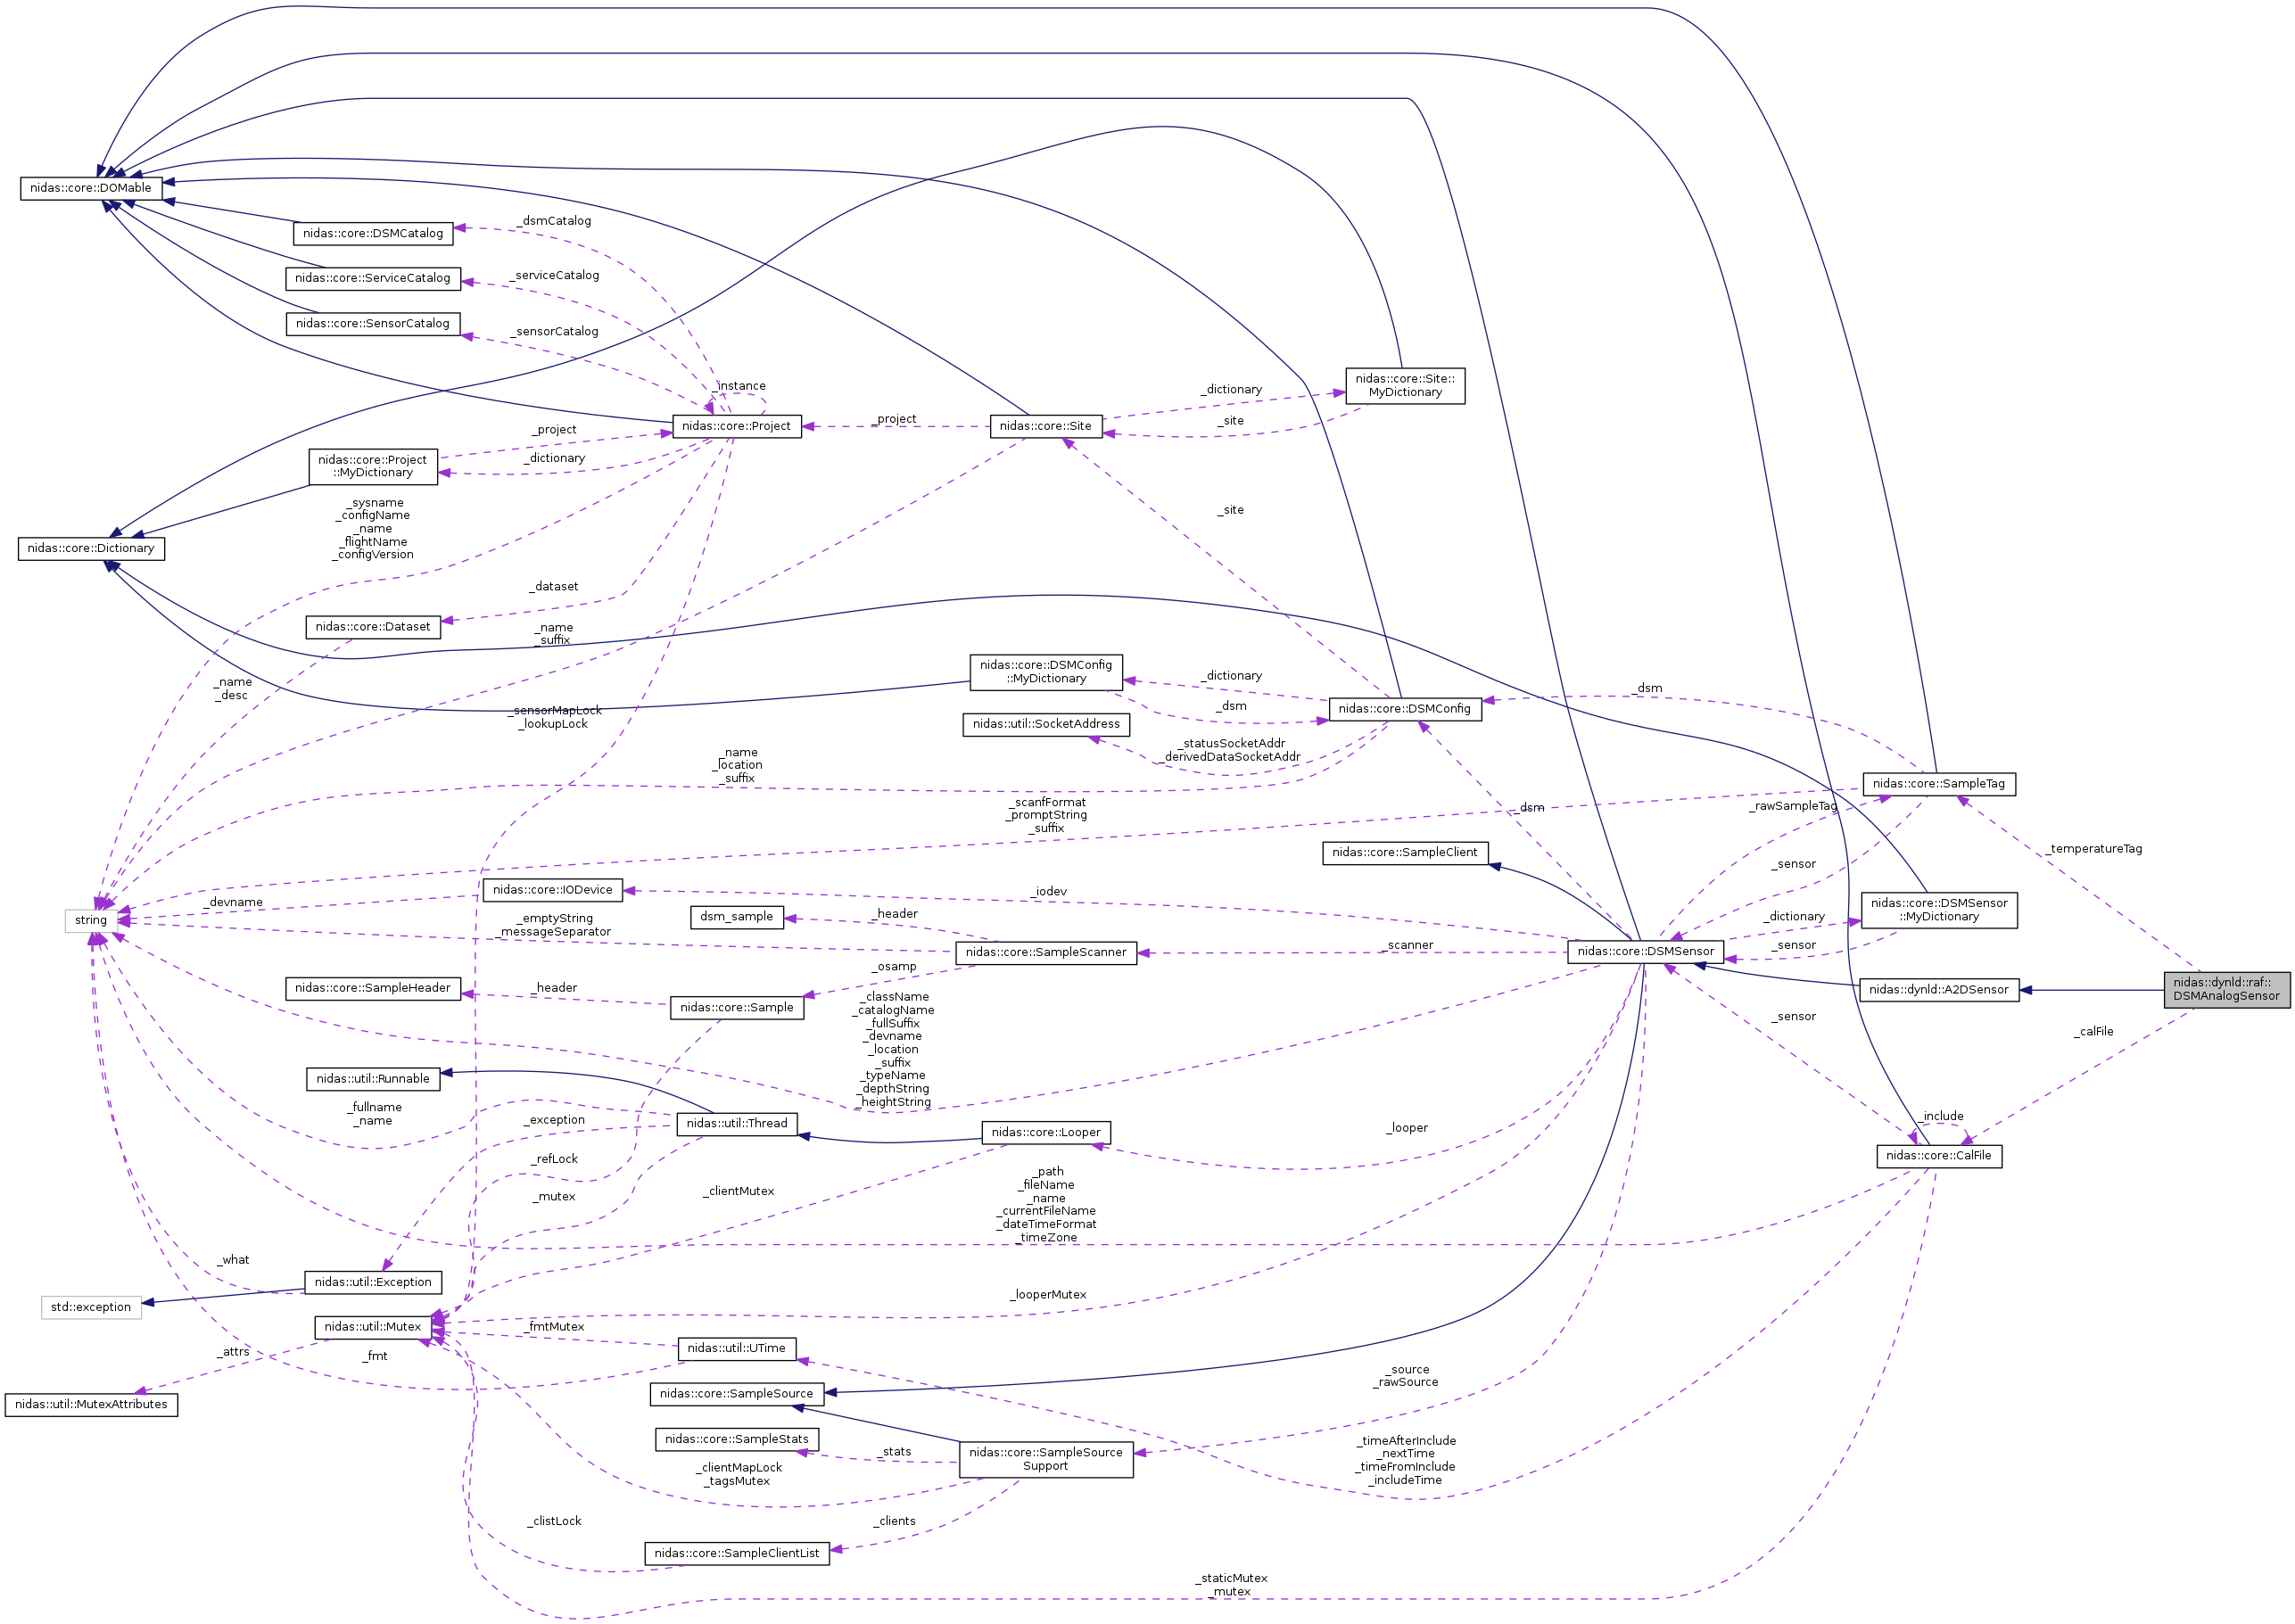 nidas::core::DOMable
nidas::core::DSMCatalog
_dsmCatalog
nidas::core::ServiceCatalog
_serviceCatalog
nidas::core::SensorCatalog
_sensorCatalog
_instance
nidas::core::Project
_project
nidas::core::Site
_dictionary
_site
nidas::core::Site::
MyDictionary
nidas::core::Project
::MyDictionary
_project
_dictionary
_sysname
_configName
_name
_flightName
_configVersion
_site
nidas::core::Dictionary
_dataset
nidas::core::Dataset
_name
_suffix
_name
_desc
nidas::core::DSMConfig
::MyDictionary
_dictionary
_dsm
nidas::core::DSMConfig
_dsm
_sensorMapLock
_lookupLock
nidas::util::SocketAddress
_statusSocketAddr
_derivedDataSocketAddr
_name
_location
_suffix
nidas::core::SampleTag
_scanfFormat
_promptString
_suffix
_dsm
_rawSampleTag
nidas::core::SampleClient
_sensor
_temperatureTag
string
_devname
nidas::core::IODevice
_iodev
_emptyString
_messageSeparator
dsm_sample
_header
nidas::core::SampleScanner
_scanner
nidas::core::DSMSensor
_dictionary
_sensor
nidas::core::DSMSensor
::MyDictionary
nidas::core::SampleHeader
_header
_osamp
nidas::core::Sample
nidas::dynld::A2DSensor
nidas::dynld::raf::
DSMAnalogSensor
_className
_catalogName
_fullSuffix
_devname
_location
_suffix
_typeName
_depthString
_heightString
_sensor
_calFile
nidas::util::Runnable
_fullname
_name
_exception
nidas::util::Thread
nidas::core::Looper
_looper
_include
nidas::core::CalFile
_refLock
_mutex
_clientMutex
_path
_fileName
_name
_currentFileName
_dateTimeFormat
_timeZone
_what
nidas::util::Exception
std::exception
_looperMutex
nidas::util::Mutex
_fmtMutex
nidas::util::UTime
_attrs
_fmt
nidas::util::MutexAttributes
nidas::core::SampleSource
_source
_rawSource
nidas::core::SampleStats
_stats
nidas::core::SampleSource
Support
_clientMapLock
_tagsMutex
_timeAfterInclude
_nextTime
_timeFromInclude
_includeTime
_clistLock
_clients
nidas::core::SampleClientList
_staticMutex
_mutex